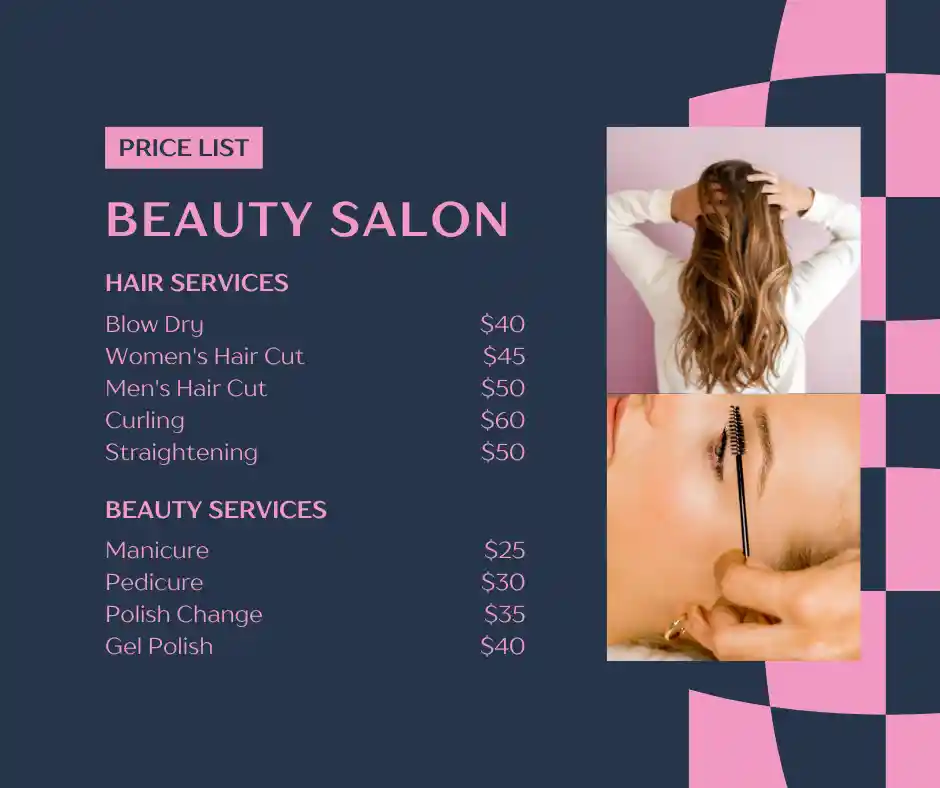 PRICE LIST
BEAUTY SALON
HAIR SERVICES
Blow Dry $40
Women's Hair Cut $45
Men's Hair Cut $50
Curling $60
Straightening $50
BEAUTY SERVICES
Manicure $25
Pedicure $30
Polish Change $35
Gel Polish $40